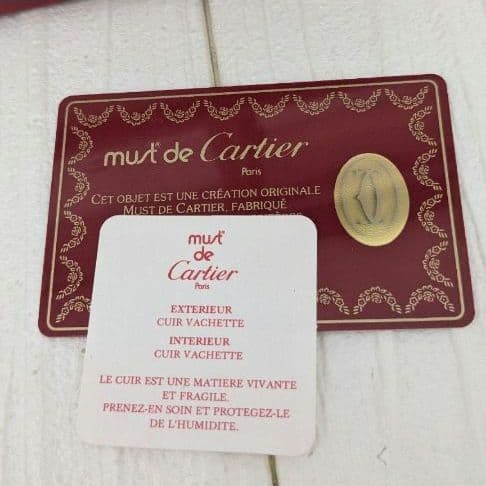 must de Cartier
Paris
CET OBJET EST UNE CRÉATION ORIGINALE
MUST DE CARTIER, FABRIQUÉ
must
de
Cartier
Paris
EXTERIEUR
CUIR VACHETTE
INTERIEUR
CUIR VACHETTE
LE CUIR EST UNE MATIERE VIVANTE
ET FRAGILE.
PRENEZ-EN SOIN ET PROTEGEZ-LE
DE L'HUMIDITE.